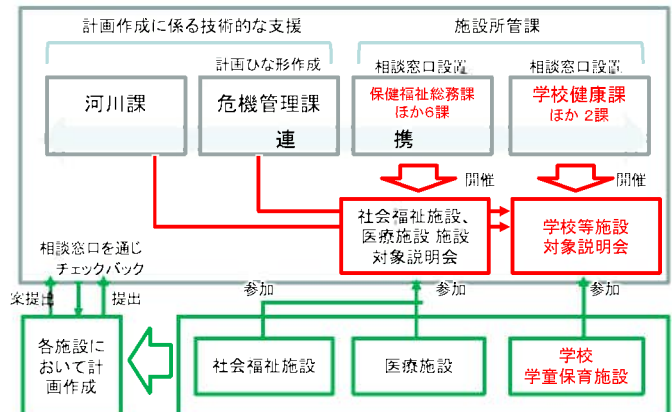 計画作成に係る技術的な支援
施設所管課
計画ひな形作成
相談窓口設置
相談窓口設置
河川課
危機管理課
保健福祉総務課
ほか6課
学校健康課
ほか 2課
連 携
開催
開催
社会福祉施設、
医療施設 施設
対象説明会
学校等施設
対象説明会
相談窓口を通じ
チェックバック
案提出
提出
参加
参加
参加
各施設に
おいて計
画作成
社会福祉施設
医療施設
学校
学童保育施設